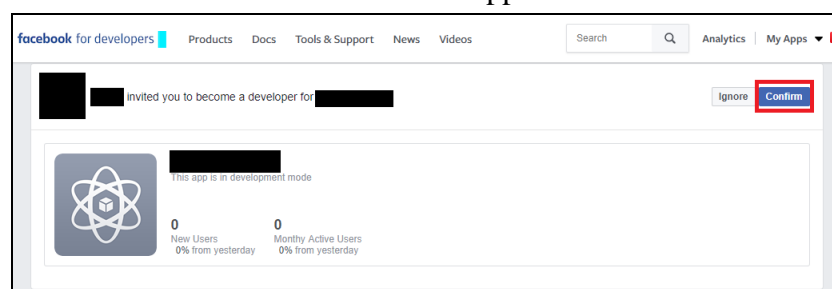 facebook for developers Products Docs Tools & Support News Videos Search Analytics My Apps
invited you to become a developer for Ignore Confirm
This app is in development mode
0 0
New Users Monthy Active Users
0% from yesterday 0% from yesterday